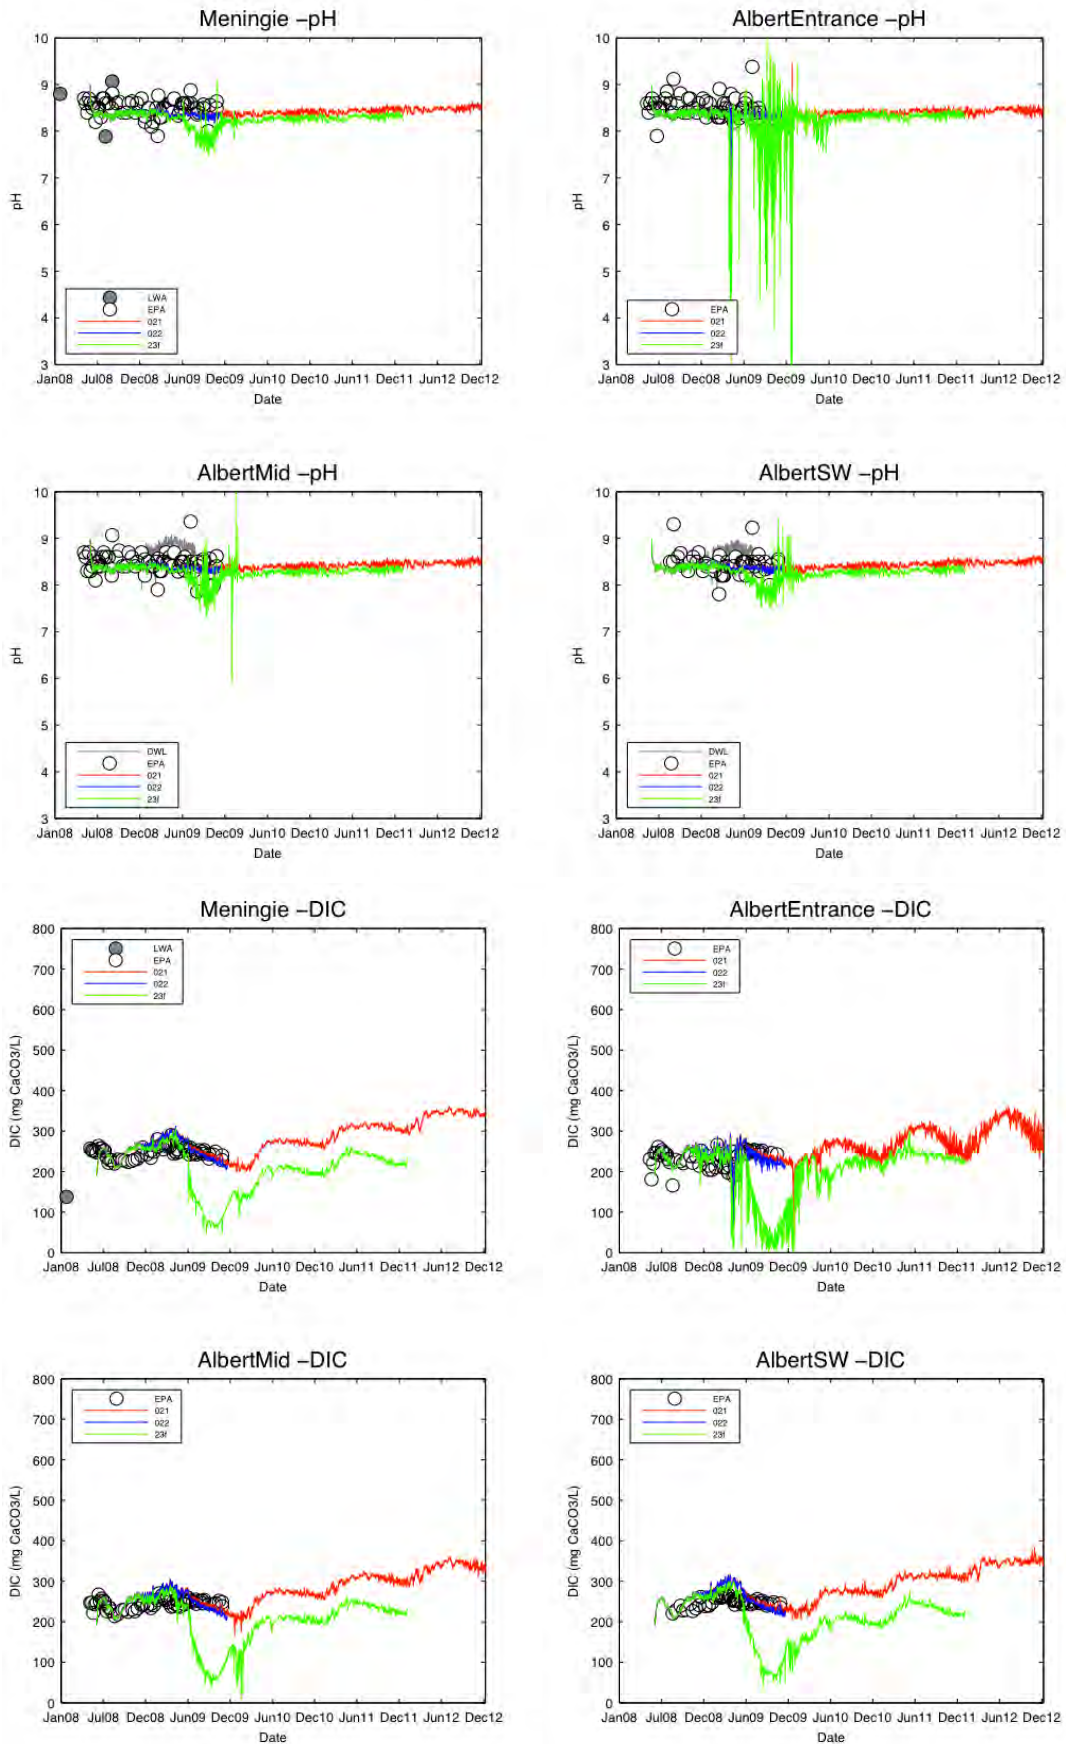 Meningie –pH
10
9
8
7
6
5
4
3
pH
LWA
EPA
021
022
23f
Jan08 Jul08 Dec08 Jun09 Dec09 Jun10 Dec10 Jun11 Dec11 Jun12 Dec12
Date
AlbertEntrance –pH
10
9
8
7
6
5
4
3
pH
EPA
021
022
23f
Jan08 Jul08 Dec08 Jun09 Dec09 Jun10 Dec10 Jun11 Dec11 Jun12 Dec12
Date
AlbertMid –pH
10
9
8
7
6
5
4
3
pH
DWL
EPA
021
022
23f
Jan08 Jul08 Dec08 Jun09 Dec09 Jun10 Dec10 Jun11 Dec11 Jun12 Dec12
Date
AlbertSW –pH
10
9
8
7
6
5
4
3
pH
DWL
EPA
021
022
23f
Jan08 Jul08 Dec08 Jun09 Dec09 Jun10 Dec10 Jun11 Dec11 Jun12 Dec12
Date
Meningie –DIC
800
700
600
500
400
300
200
100
0
DIC (mg CaCO3/L)
LWA
EPA
021
022
23f
Jan08 Jul08 Dec08 Jun09 Dec09 Jun10 Dec10 Jun11 Dec11 Jun12 Dec12
Date
AlbertEntrance –DIC
800
700
600
500
400
300
200
100
0
DIC (mg CaCO3/L)
EPA
021
022
23f
Jan08 Jul08 Dec08 Jun09 Dec09 Jun10 Dec10 Jun11 Dec11 Jun12 Dec12
Date
AlbertMid –DIC
800
700
600
500
400
300
200
100
0
DIC (mg CaCO3/L)
EPA
021
022
23f
Jan08 Jul08 Dec08 Jun09 Dec09 Jun10 Dec10 Jun11 Dec11 Jun12 Dec12
Date
AlbertSW –DIC
800
700
600
500
400
300
200
100
0
DIC (mg CaCO3/L)
EPA
021
022
23f
Jan08 Jul08 Dec08 Jun09 Dec09 Jun10 Dec10 Jun11 Dec11 Jun12 Dec12
Date